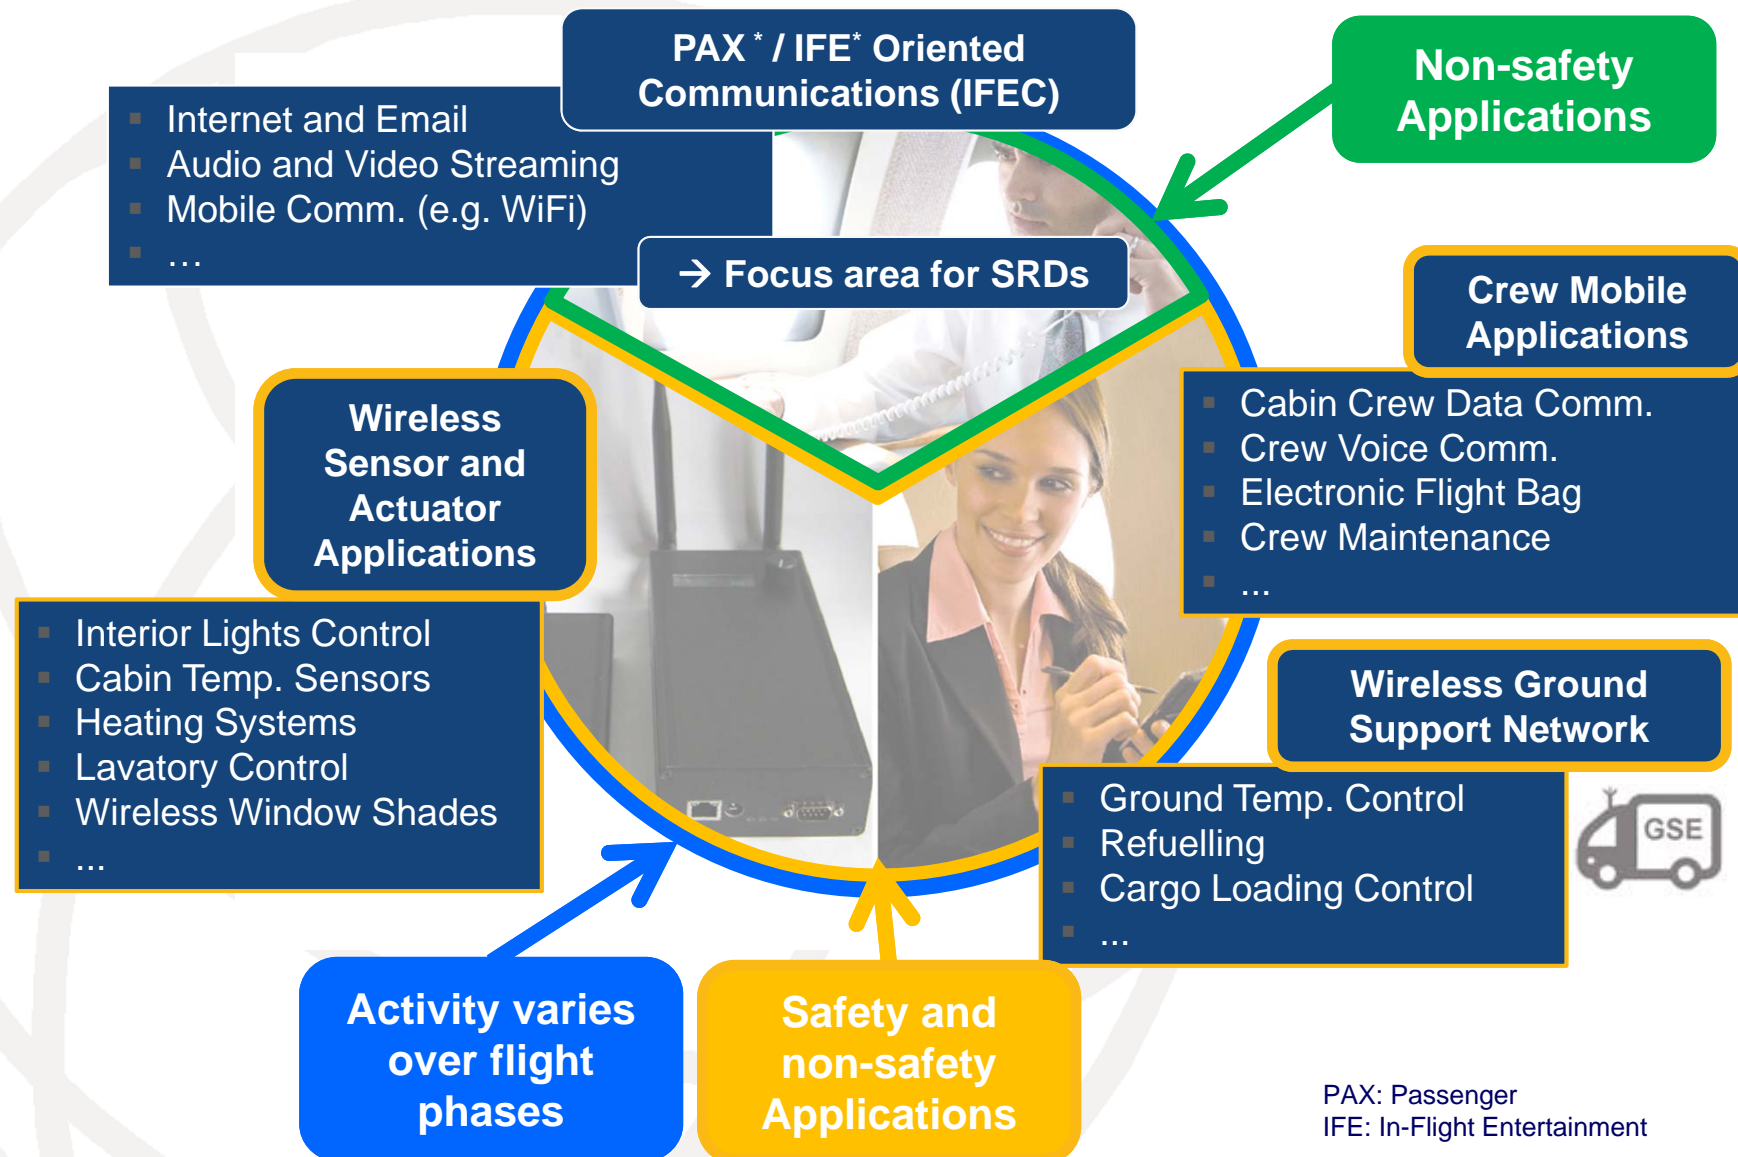 PAX * / IFE* Oriented
Communications (IFEC)
Non-safety
Applications
▪ Internet and Email
▪ Audio and Video Streaming
▪ Mobile Comm. (e.g. WiFi)
▪ …
→ Focus area for SRDs
Crew Mobile
Applications
▪ Cabin Crew Data Comm.
▪ Crew Voice Comm.
▪ Electronic Flight Bag
▪ Crew Maintenance
▪ ...
Wireless
Sensor and
Actuator
Applications
▪ Interior Lights Control
▪ Cabin Temp. Sensors
▪ Heating Systems
▪ Lavatory Control
▪ Wireless Window Shades
▪ ...
Wireless Ground
Support Network
▪ Ground Temp. Control
▪ Refuelling
▪ Cargo Loading Control
▪ ...
GSE
Activity varies
over flight
phases
Safety and
non-safety
Applications
PAX: Passenger
IFE: In-Flight Entertainment